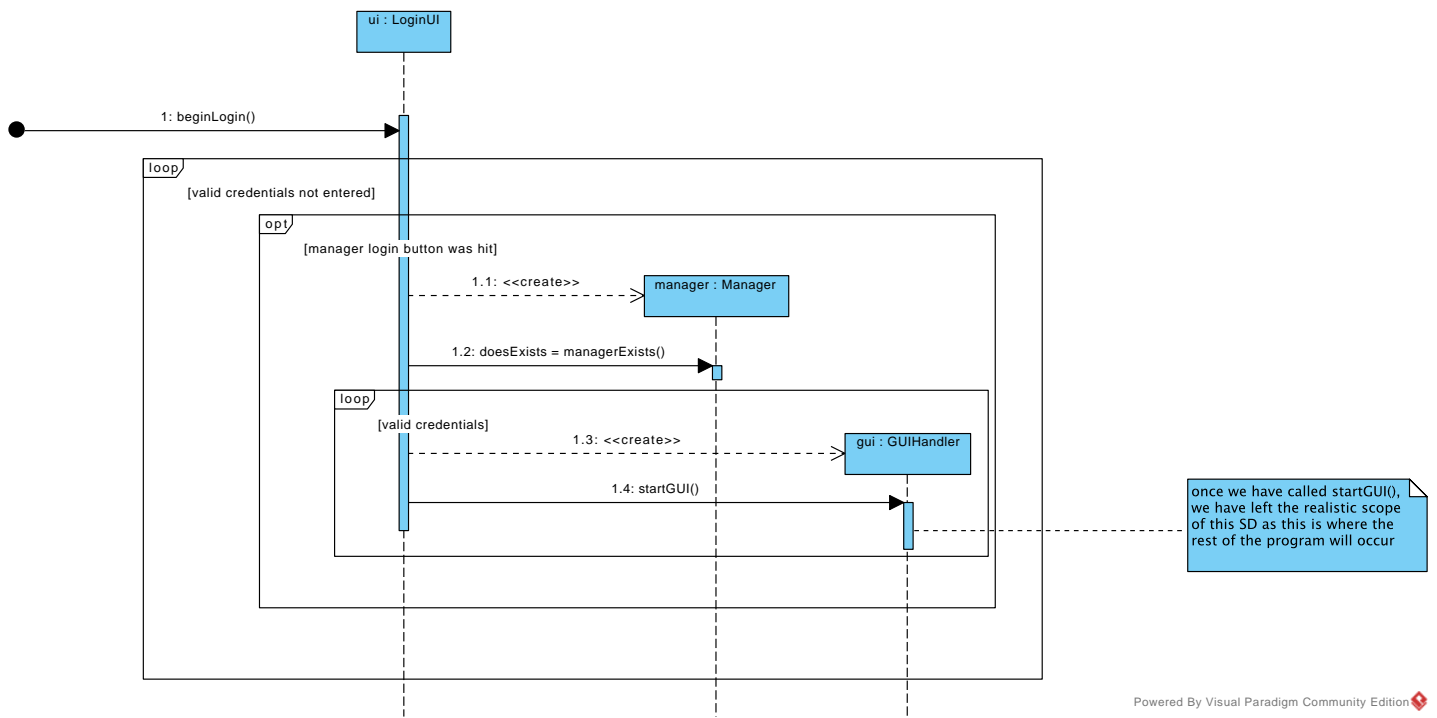 ui : LoginUI
1: beginLogin()
loop
[valid credentials not entered]
opt
[manager login button was hit]
1.1: <<create>>
manager : Manager
1.2: doesExists = managerExists()
loop
[valid credentials]
1.3: <<create>>
gui : GUIHandler
1.4: startGUI()
once we have called startGUI(),
we have left the realistic scope
of this SD as this is where the
rest of the program will occur
Powered By Visual Paradigm Community Edition